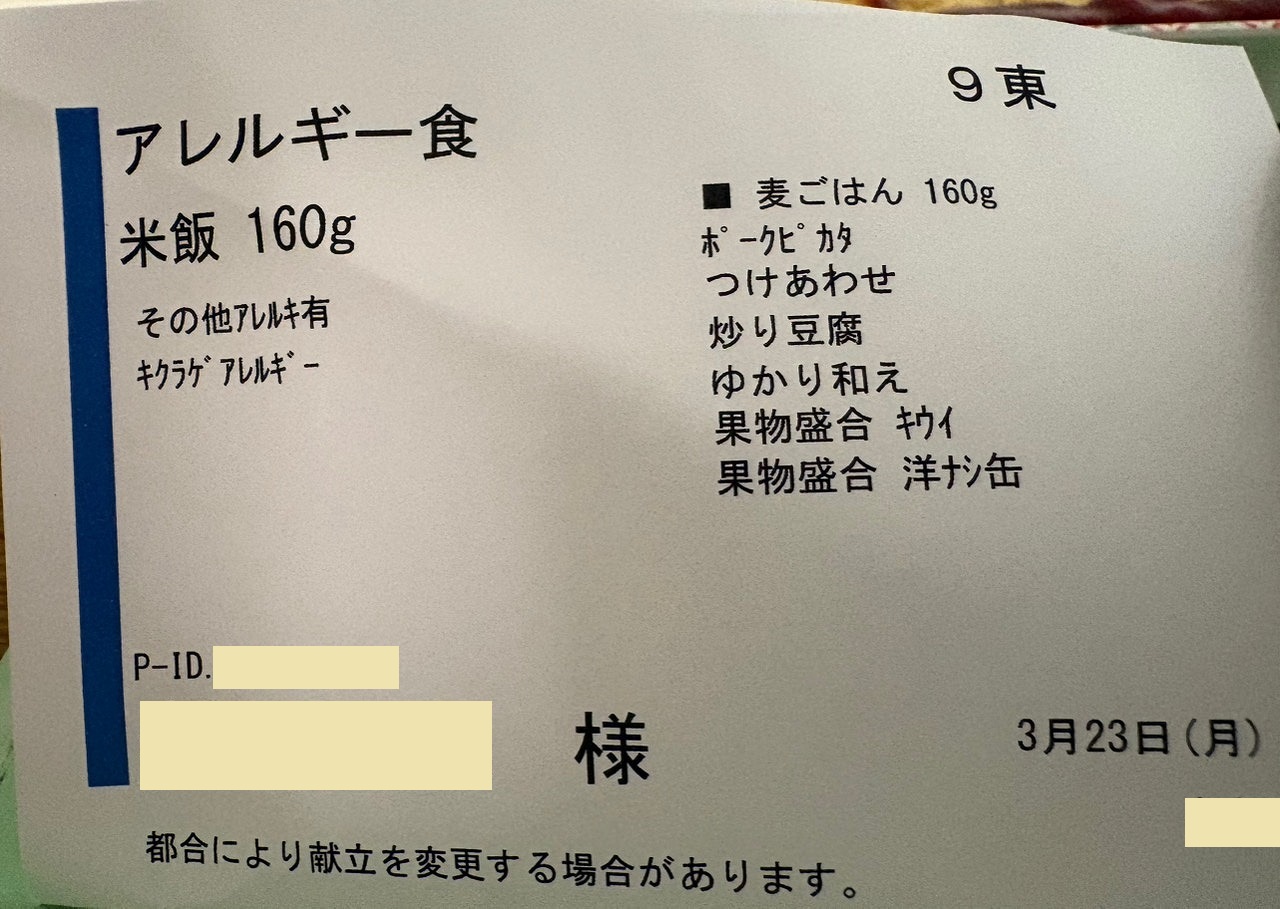 9東
アレルギー食
米飯 160g
その他ｱﾚﾙｷ有
ｷｸﾗｹﾞｱﾚﾙｷﾞｰ
■ 麦ごはん 160g
ﾎﾟｰｸﾋﾟｶﾀ
つけあわせ
炒り豆腐
ゆかり和え
果物盛合 ｷｳｲ
果物盛合 洋ﾅｼ缶
P-ID.
様
3月23日(月)
都合により献立を変更する場合があります。